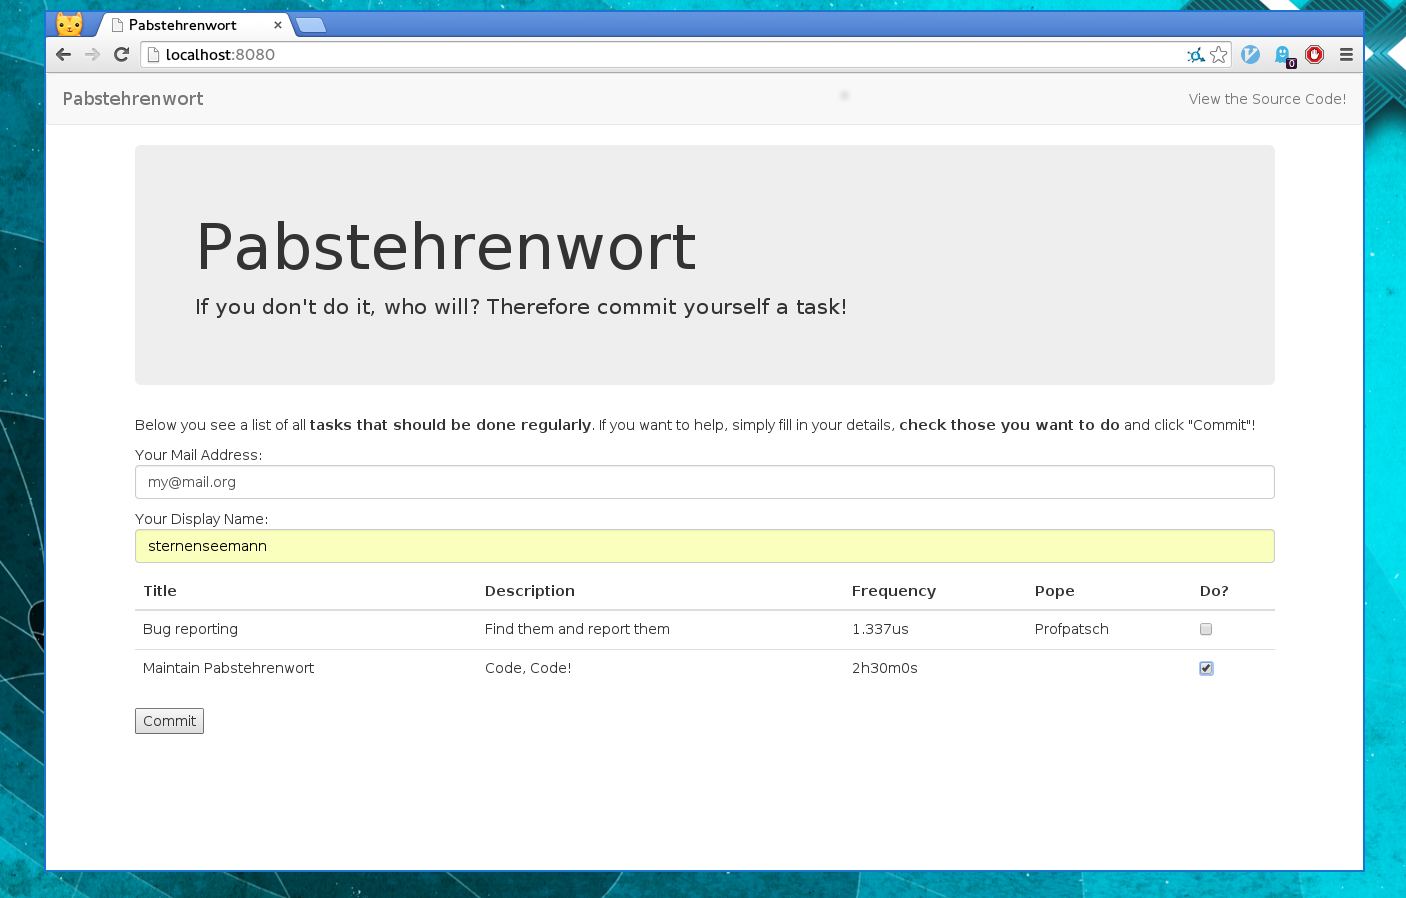 Pabstehrenwort
localhost:8080
0
Pabstehrenwort View the Source Code!
Pabstehrenwort
If you don't do it, who will? Therefore commit yourself a task!
Below you see a list of all tasks that should be done regularly. If you want to help, simply fill in your details, check those you want to do and click "Commit"!
Your Mail Address:
my@mail.org
Your Display Name:
sternenseemann
Title Description Frequency Pope Do?
Bug reporting Find them and report them 1.337us Profpatsch
Maintain Pabstehrenwort Code, Code! 2h30m0s
Commit